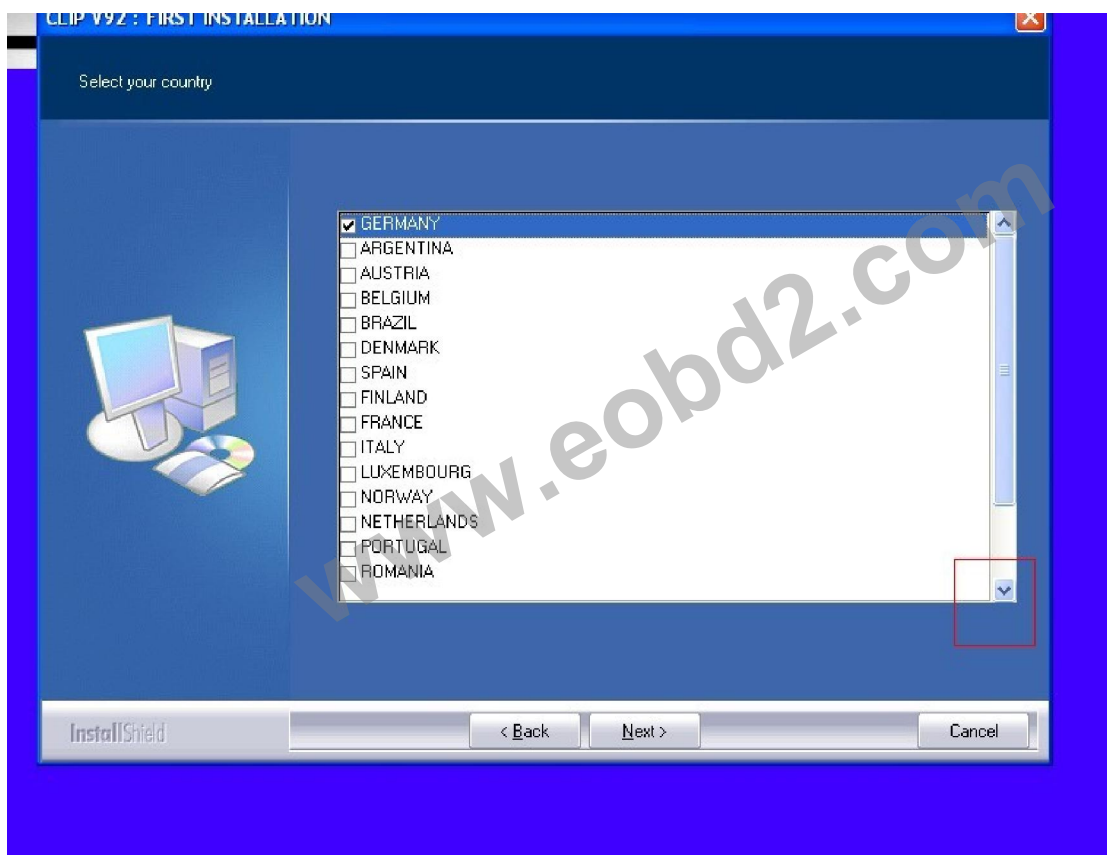 CLIP V92 : FIRST INSTALLATION
Select your country
GERMANY
ARGENTINA
AUSTRIA
BELGIUM
BRAZIL
DENMARK
SPAIN
FINLAND
FRANCE
ITALY
LUXEMBOURG
NORWAY
NETHERLANDS
PORTUGAL
ROMANIA
www.eobd2.com
InstallShield
< Back
Next >
Cancel